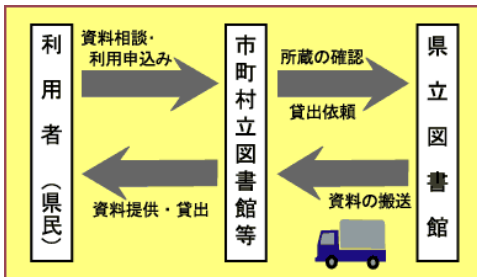 利用者（県民）
資料相談・
利用申込み
市町村立図書館等
所蔵の確認
貸出依頼
県立図書館
資料提供・貸出
資料の搬送